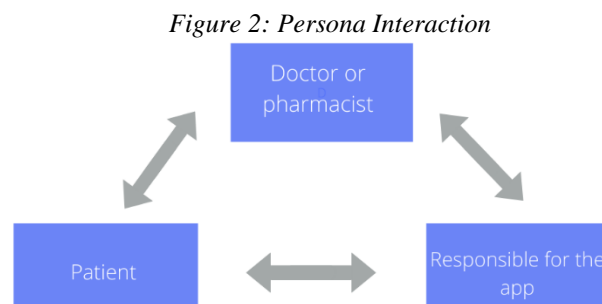 Figure 2: Persona Interaction
Doctor or
pharmacist
Patient
Responsible for the
app